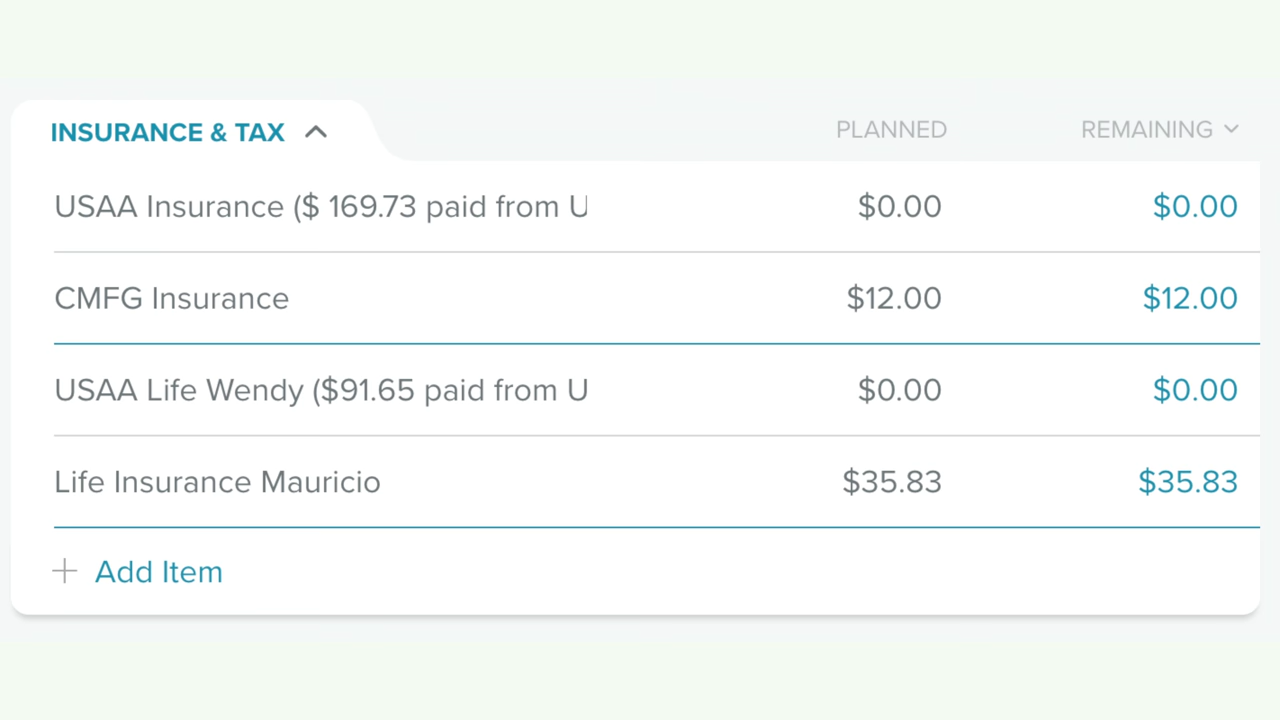 INSURANCE & TAX PLANNED REMAINING
USAA Insurance ($ 169.73 paid from U $0.00 $0.00
CMFG Insurance $12.00 $12.00
USAA Life Wendy ($91.65 paid from U $0.00 $0.00
Life Insurance Mauricio $35.83 $35.83
+ Add Item